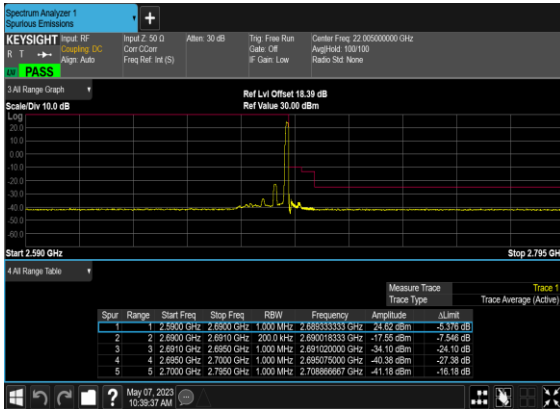 Spectrum Analyzer 1
Spurious Emissions
+
KEYSIGHT Input: RF Input Z: 50 Ω Atten: 30 dB Trig: Free Run Center Freq: 22.005000000 GHz
R T Coupling: DC Corr CCorr Gate: Off Avg|Hold: 100/100
Align: Auto Freq Ref: Int (S) IF Gain: Low Radio Std: None
PASS
3 All Range Graph Ref Lvl Offset 18.39 dB
Scale/Div 10.0 dB Ref Value 30.00 dBm
Log
20.0
10.0
0.00
-10.0
-20.0
-30.0
-40.0
-50.0
-60.0
Start 2.590 GHz Stop 2.795 GH
4 All Range Table
Measure Trace Trace 1
Trace Type Trace Average (Active)
Spur Range Start Freq Stop Freq RBW Frequency Amplitude ΔLimit
1 1 2.5900 GHz 2.6900 GHz 1.000 MHz 2.689333333 GHz 24.62 dBm -5.376 dB
2 2 2.6900 GHz 2.6910 GHz 200.0 kHz 2.690018333 GHz -17.55 dBm -7.546 dB
3 3 2.6910 GHz 2.6950 GHz 1.000 MHz 2.691020000 GHz -34.10 dBm -24.10 dB
4 4 2.6950 GHz 2.7000 GHz 1.000 MHz 2.695075000 GHz -40.38 dBm -27.38 dB
5 5 2.7000 GHz 2.7950 GHz 1.000 MHz 2.708866667 GHz -41.18 dBm -16.18 dB
? May 07, 2023
10:39:37 AM